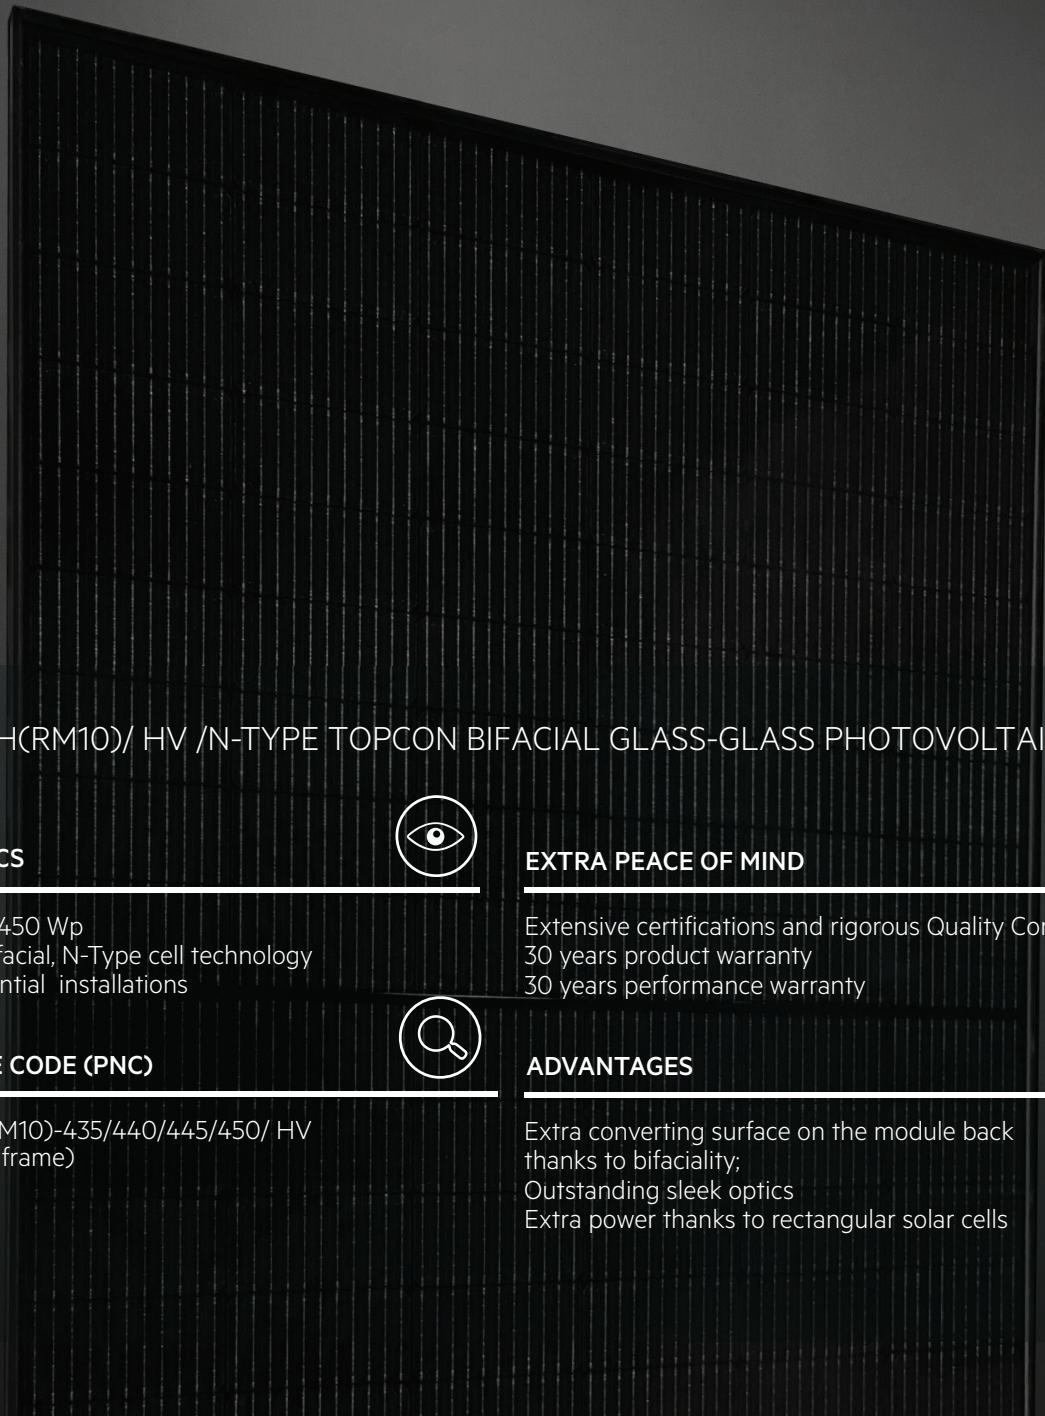 H(RM10)/ HV /N-TYPE TOPCON BIFACIAL GLASS-GLASS PHOTOVOLTAI
CS
450 Wp
facial, N-Type cell technology
ntial installations
EXTRA PEACE OF MIND
Extensive certifications and rigorous Quality Con
30 years product warranty
30 years performance warranty
E CODE (PNC)
M10)-435/440/445/450/ HV
frame)
ADVANTAGES
Extra converting surface on the module back
thanks to bifaciality;
Outstanding sleek optics
Extra power thanks to rectangular solar cells